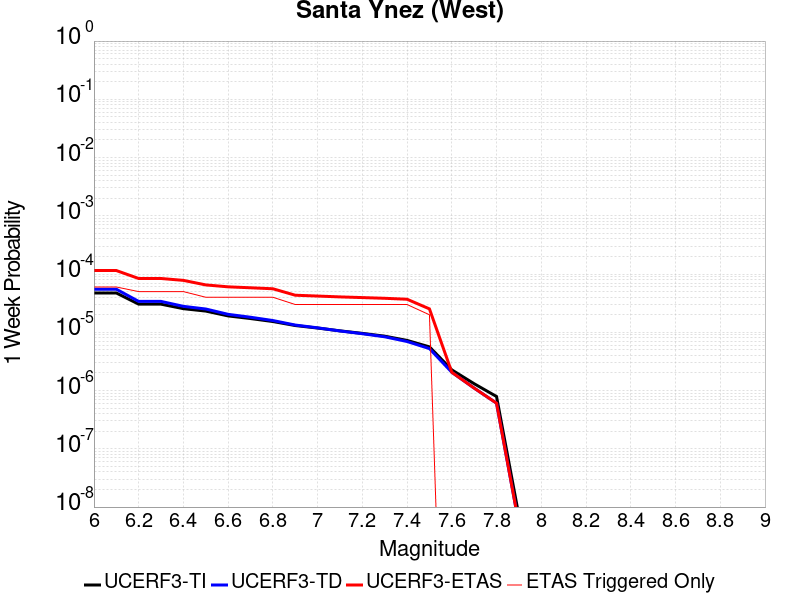 Santa Ynez (West)
10 0
10 -1
10 -2
10 -3
10 -4
10 -5
10 -6
10 -7
10 -8
1 Week Probability
6 6.2 6.4 6.6 6.8 7 7.2 7.4 7.6 7.8 8 8.2 8.4 8.6 8.8 9
Magnitude
UCERF3-TI UCERF3-TD UCERF3-ETAS ETAS Triggered Only